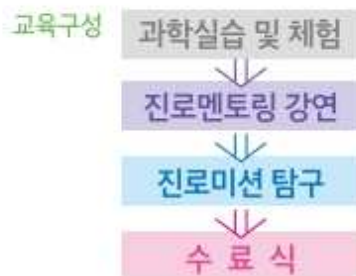 교육구성
과학실습 및 체험
진로멘토링 강연
진로미션 탐구
수 료 식